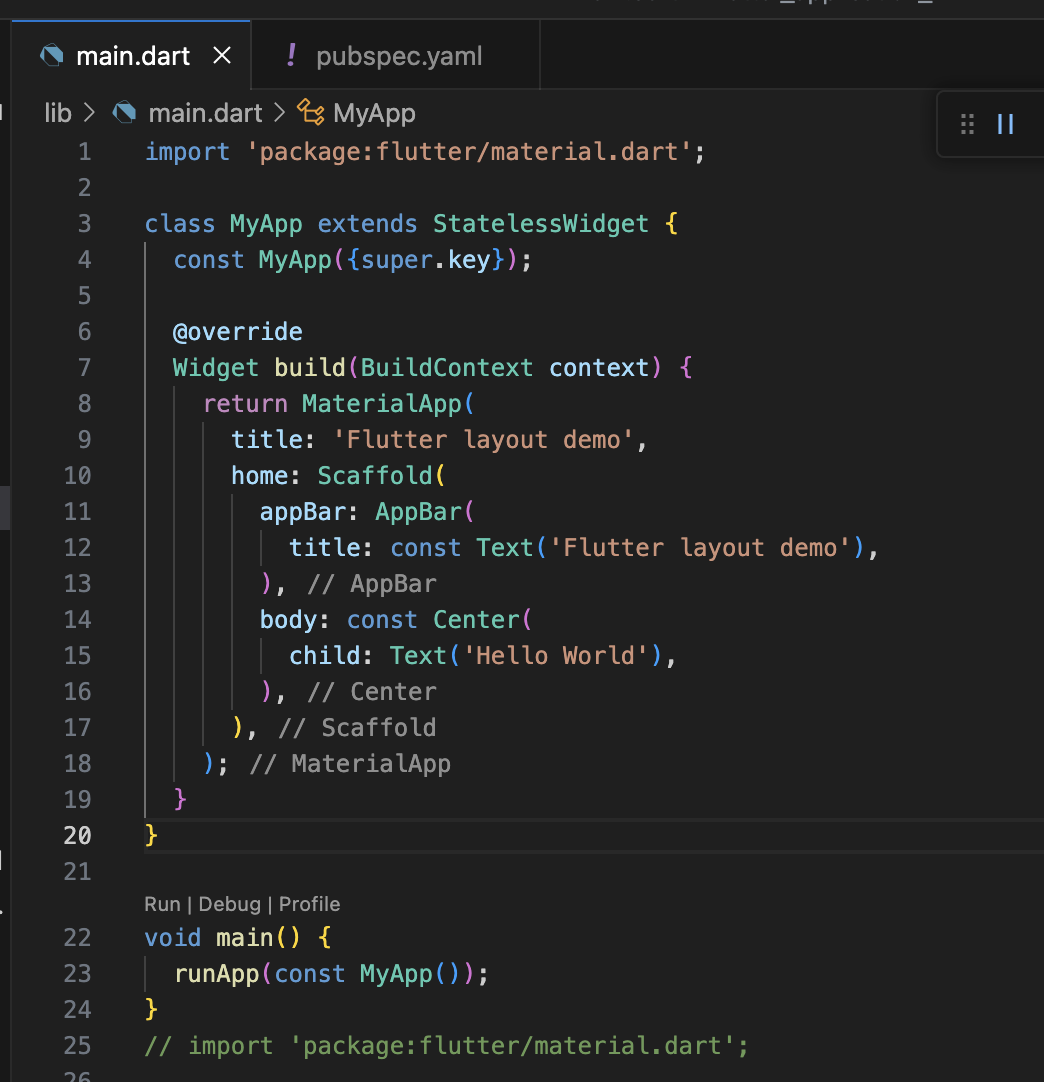 main.dart
pubspec.yaml
lib > main.dart > MyApp
1 import 'package:flutter/material.dart';
2
3 class MyApp extends StatelessWidget {
4   const MyApp({super.key});
5
6   @override
7   Widget build(BuildContext context) {
8     return MaterialApp(
9       title: 'Flutter layout demo',
10       home: Scaffold(
11         appBar: AppBar(
12           title: const Text('Flutter layout demo'),
13         ), // AppBar
14         body: const Center(
15           child: Text('Hello World'),
16         ), // Center
17       ), // Scaffold
18     ); // MaterialApp
19   }
20 }
21
Run | Debug | Profile
22 void main() {
23   runApp(const MyApp());
24 }
25 // import 'package:flutter/material.dart';
26